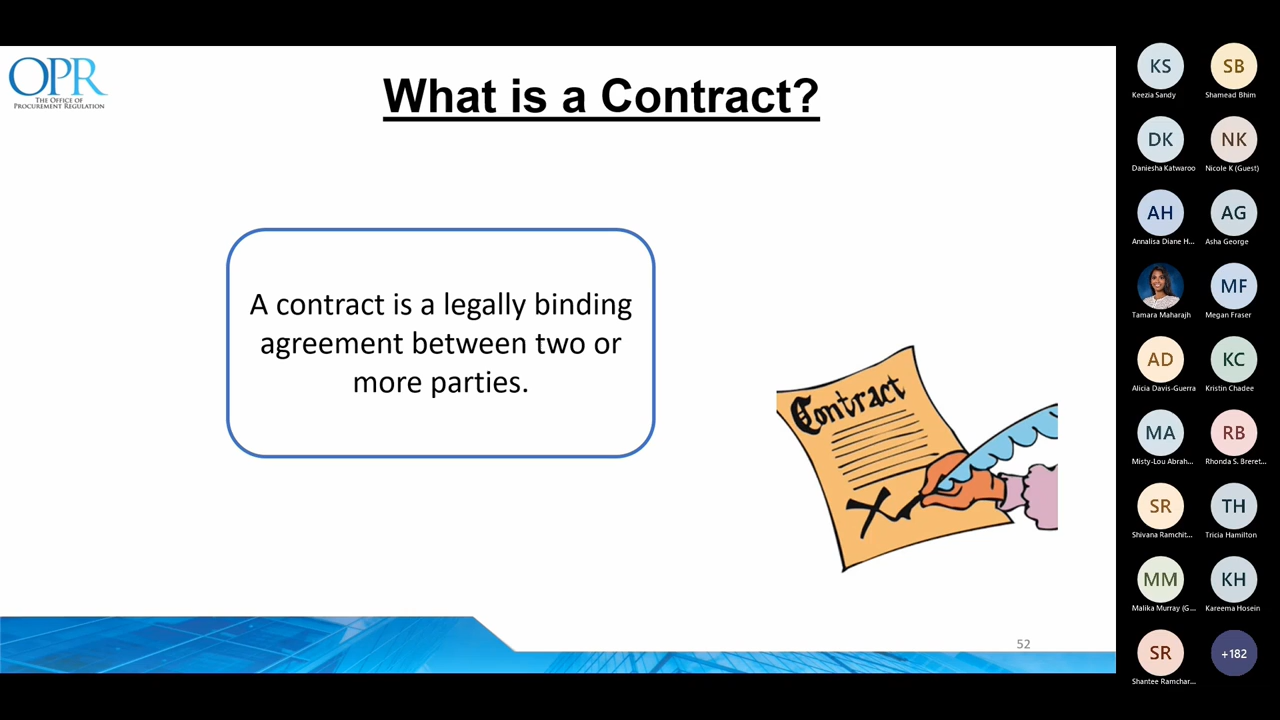 OPR
THE OFFICE OF
PROCUREMENT REGULATION
What is a Contract?
A contract is a legally binding
agreement between two or
more parties.
Contract
X
52
KS
SB
Keezia Sandy
Shamead Bhim
DK
NK
Daniesha Katwaroo
Nicole K (Guest)
AH
AG
Annalisa Diane H...
Asha George
MF
Tamara Maharajh
Megan Fraser
AD
KC
Alicia Davis-Guerra
Kristin Chadee
MA
RB
Misty-Lou Abrah...
Rhonda S. Breret...
SR
TH
Shivana Ramchit...
Tricia Hamilton
MM
KH
Malika Murray (G...
Kareema Hosein
SR
+182
Shantee Ramchar...